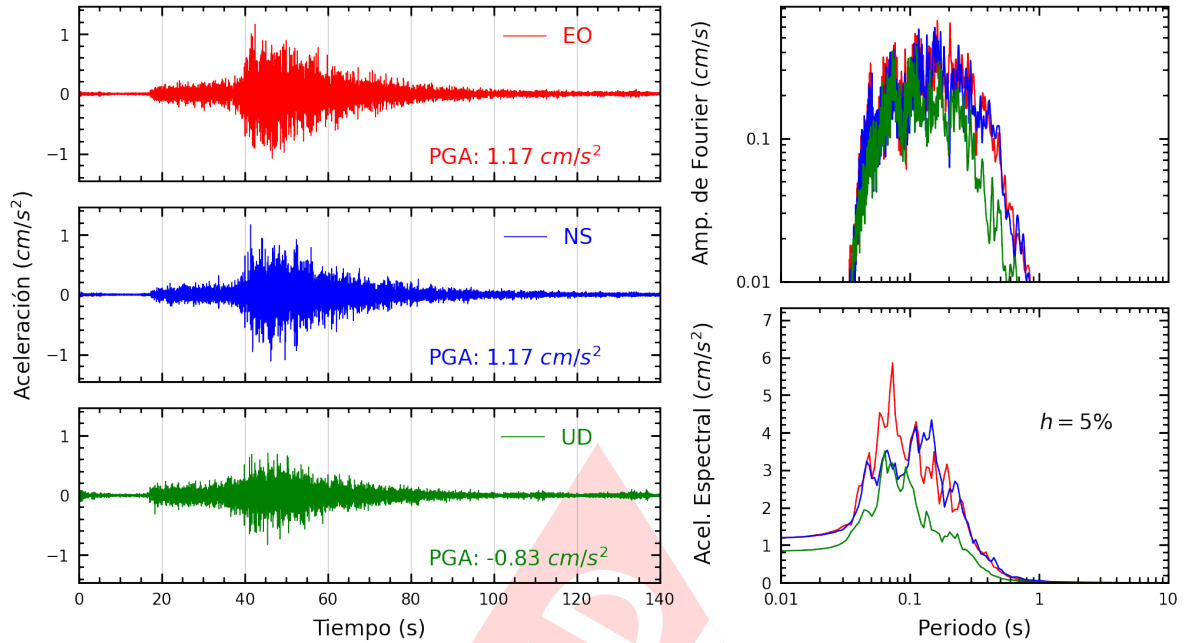 Aceleración (cm/s²)
1
0
−1
EO
PGA: 1.17 cm/s²
1
0
−1
NS
PGA: 1.17 cm/s²
1
0
−1
UD
PGA: -0.83 cm/s²
0 20 40 60 80 100 120 140
Tiempo (s)
Amp. de Fourier (cm/s)
0.1
0.01
Acel. Espectral (cm/s²)
7
6
5
4
3
2
1
0
h = 5%
0.01 0.1 1 10
Periodo (s)